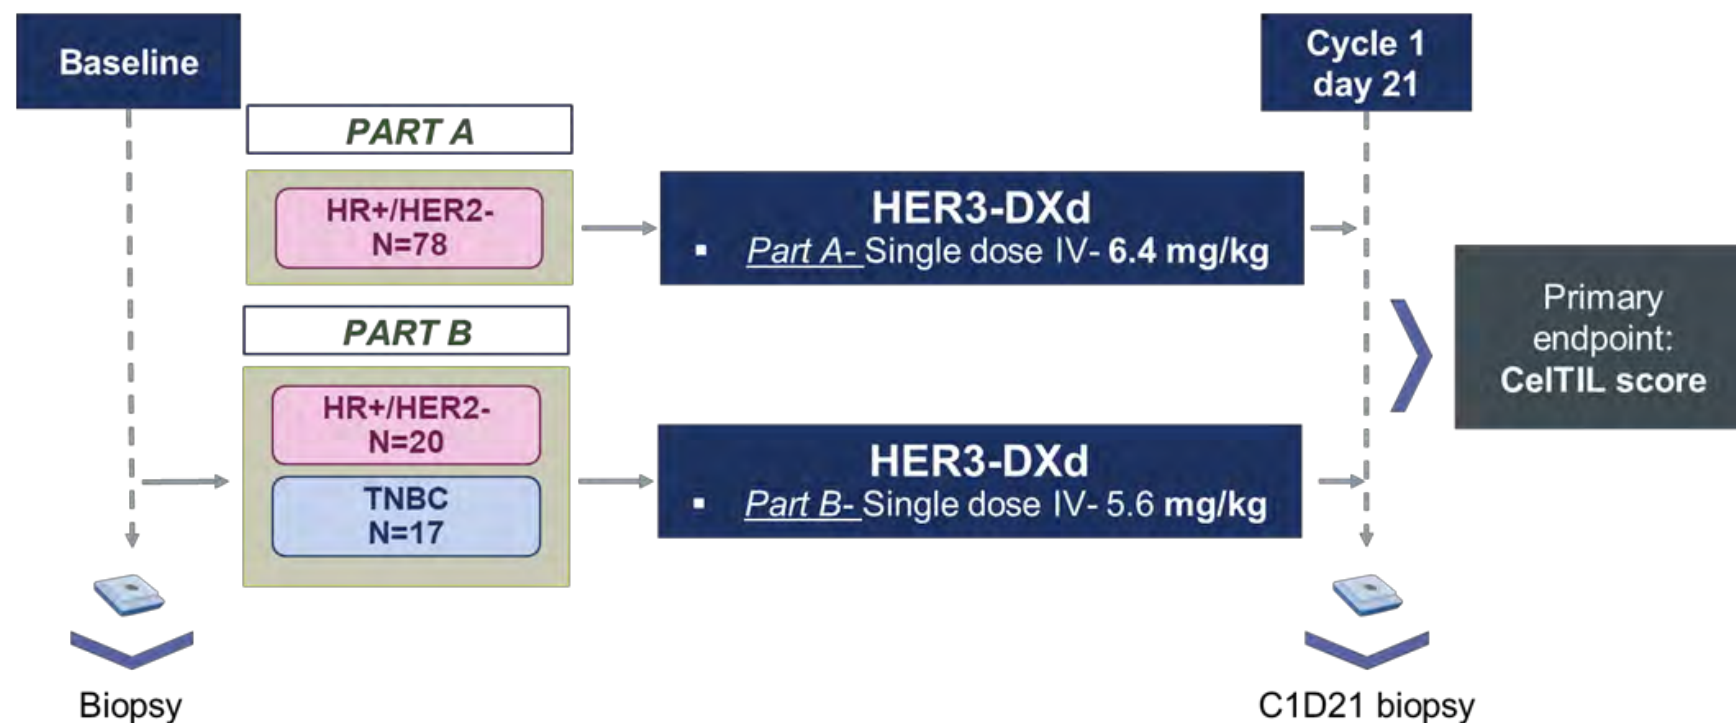 Baseline
Cycle 1
day 21
PART A
HR+/HER2-
N=78
HER3-DXd
▪ Part A- Single dose IV- 6.4 mg/kg
Primary
endpoint:
CelTIL score
PART B
HR+/HER2-
N=20
TNBC
N=17
HER3-DXd
▪ Part B- Single dose IV- 5.6 mg/kg
Biopsy
C1D21 biopsy